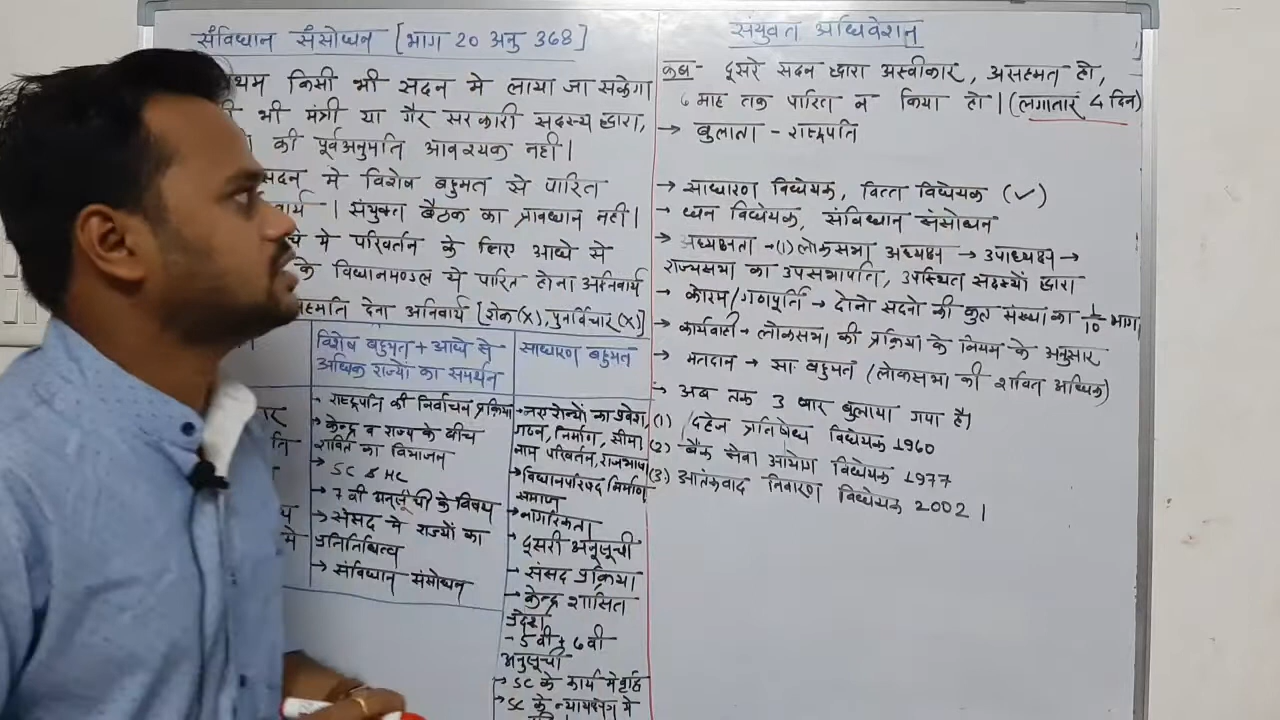 संविधान संसोधन [भाग 20 अनु 368]
किसी भी सदन मे लाया जा सकेगा
भी मंत्री या गैर सरकारी सदस्य द्वारा,
की पूर्वअनुमति आवश्यक नही।
सदन मे विशेष बहुमत से पारित
। संयुक्त बैठक का प्रावधान नही।
मे परिवर्तन के लिए आधे से
के विधानमण्डल से पारित होना अनिवार्य
देना अनिवार्य [रोक(x), पुनर्विचार(x)]
विशेष बहुमत + आधे से
अधिक राज्यों का समर्थन
→ राष्ट्रपति की निर्वाचन प्रक्रिया
→ केन्द्र व राज्य के बीच
शक्ति का विभाजन
→ SC & HC
→ 7 वी अनुसूची के विषय
→ संसद मे राज्यों का
प्रतिनिधित्व
→ संविधान संसोधन
साधारण बहुमत
→ नए राज्यों का प्रवेश,
गठन, निर्माण, सीमा
नाम परिवर्तन, राजभाषा
→ विधानपरिषद निर्माण
समाप्त
→ नागरिकता
→ दूसरी अनुसूची
→ संसद प्रक्रिया
→ केन्द्र शासित
प्रदेश
- 5 वी + 6 वी
अनुसूची
→ SC के कार्य मे वृद्धि
→ SC के न्यायधीश मे
संयुक्त अधिवेशन
कब - दूसरे सदन द्वारा अस्वीकार, असहमत हो,
6 माह तक पारित न किया हो। (लगातार 4 दिन)
→ बुलाता - राष्ट्रपति
→ साधारण विधेयक, वित्त विधेयक (✓)
→ धन विधेयक, संविधान संसोधन
→ अध्यक्षता → (1) लोकसभा अध्यक्ष → उपाध्यक्ष →
राज्यसभा का उपसभापति, उपस्थित सदस्यों द्वारा
→ कोरम/गणपूर्ति → दोनो सदनो की कुल संख्या का 1/10 भाग
→ कार्यवाही → लोकसभा की प्रक्रिया के नियम के अनुसार
→ मतदान → सा. बहुमत (लोकसभा की शक्ति अधिक)
→ अब तक 3 बार बुलाया गया है।
(1) दहेज प्रतिषेध विधेयक 1960
(2) बैंक सेवा आयोग विधेयक 1977
(3) आंतकवाद निवारण विधेयक 2002।